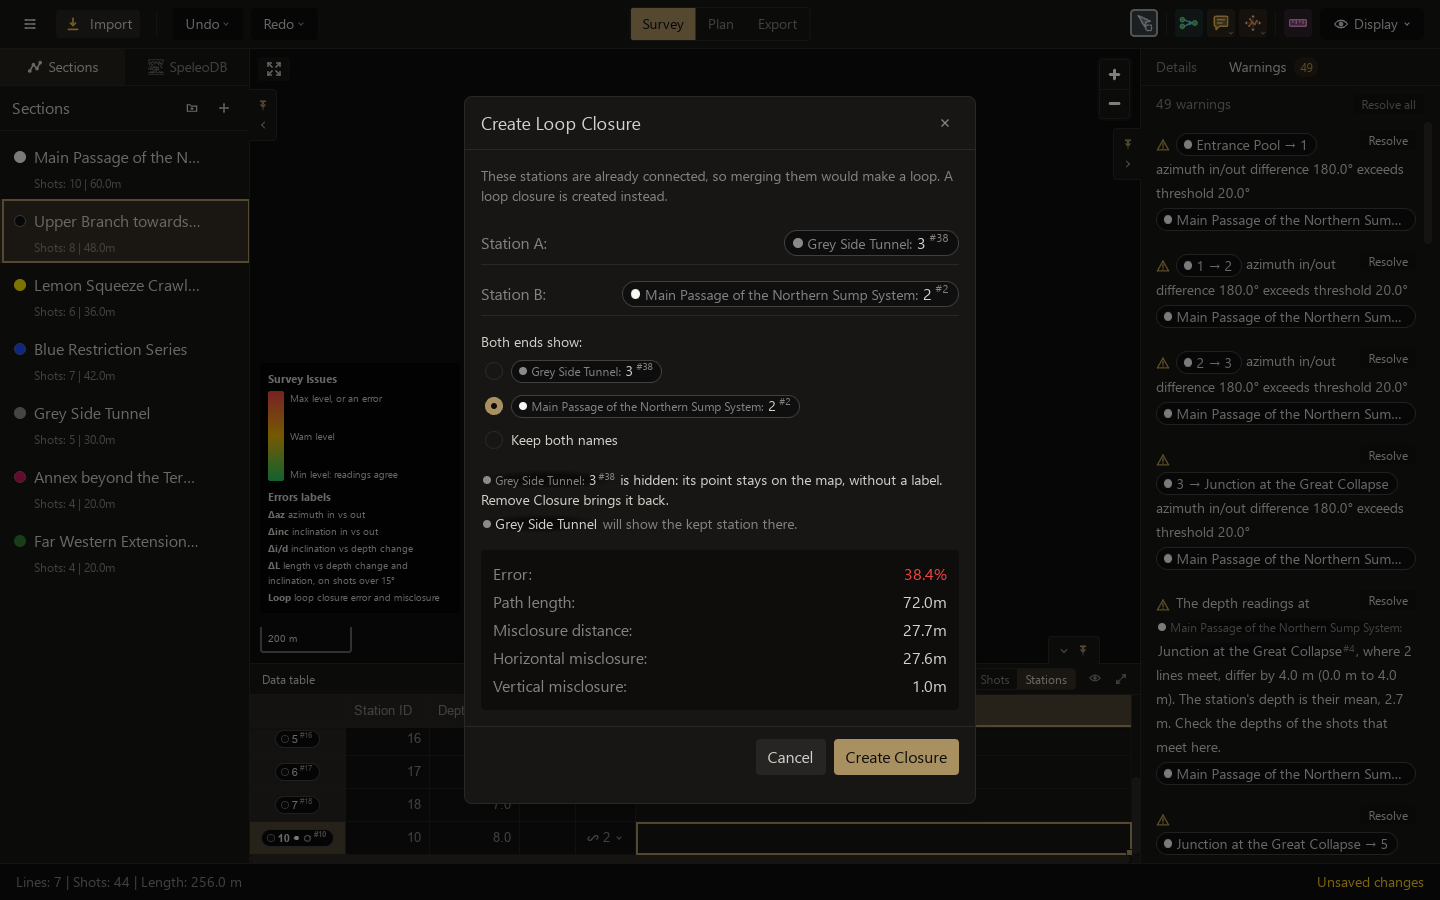 Import
Undo
Redo
Survey
Plan
Export
Display
Sections
SpeleoDB
Details
Warnings 49
Sections
49 warnings
Resolve all
Main Passage of the N...
Shots: 10 | 60.0m
Upper Branch towards...
Shots: 8 | 48.0m
Lemon Squeeze Crawl...
Shots: 6 | 36.0m
Blue Restriction Series
Shots: 7 | 42.0m
Grey Side Tunnel
Shots: 5 | 30.0m
Annex beyond the Ter...
Shots: 4 | 20.0m
Far Western Extension...
Shots: 4 | 20.0m
Survey Issues
Max level, or an error
Warn level
Min level: readings agree
Errors labels
Δaz azimuth in vs out
Δinc inclination in vs out
Δi/d inclination vs depth change
ΔL length vs depth change and
inclination, on shots over 15°
Loop loop closure error and misclosure
200 m
Create Loop Closure
These stations are already connected, so merging them would make a loop. A
loop closure is created instead.
Station A:
Grey Side Tunnel: 3 #38
Station B:
Main Passage of the Northern Sump System: 2 #2
Both ends show:
Grey Side Tunnel: 3 #38
Main Passage of the Northern Sump System: 2 #2
Keep both names
Grey Side Tunnel: 3 #38 is hidden: its point stays on the map, without a label.
Remove Closure brings it back.
Grey Side Tunnel will show the kept station there.
Error: 38.4%
Path length: 72.0m
Misclosure distance: 27.7m
Horizontal misclosure: 27.6m
Vertical misclosure: 1.0m
Cancel
Create Closure
Entrance Pool → 1
Resolve
azimuth in/out difference 180.0° exceeds
threshold 20.0°
Main Passage of the Northern Sum...
1 → 2 azimuth in/out
Resolve
difference 180.0° exceeds threshold 20.0°
Main Passage of the Northern Sum...
2 → 3 azimuth in/out
Resolve
difference 180.0° exceeds threshold 20.0°
Main Passage of the Northern Sum...
Resolve
3 → Junction at the Great Collapse
azimuth in/out difference 180.0° exceeds
threshold 20.0°
Main Passage of the Northern Sum...
The depth readings at
Resolve
Main Passage of the Northern Sump System:
Junction at the Great Collapse #4, where 2
lines meet, differ by 4.0 m (0.0 m to 4.0
m). The station's depth is their mean, 2.7
m. Check the depths of the shots that
meet here.
Main Passage of the Northern Sum...
Resolve
Junction at the Great Collapse → 5
Data table
Shots
Stations
Station ID
Dept
5 #16 16
6 #17 17
7 #18 18 7.0
10 #10 10 8.0 2
Lines: 7 | Shots: 44 | Length: 256.0 m
Unsaved changes